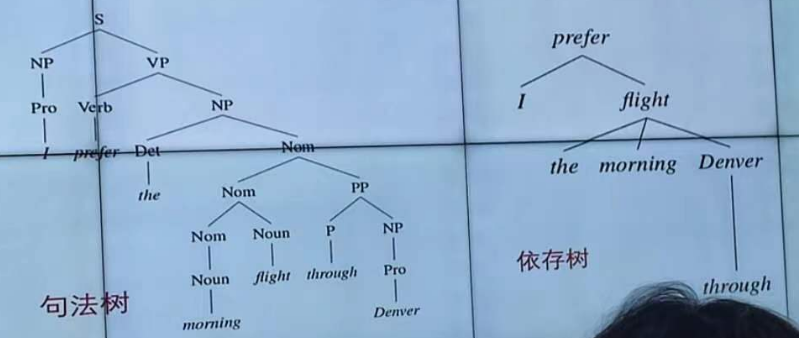 S
NP VP
Pro Verb NP
I prefer Det Nom
the Nom PP
Nom Noun P NP
Noun flight through Pro
morning Denver
句法树
prefer
I flight
the morning Denver
through
依存树